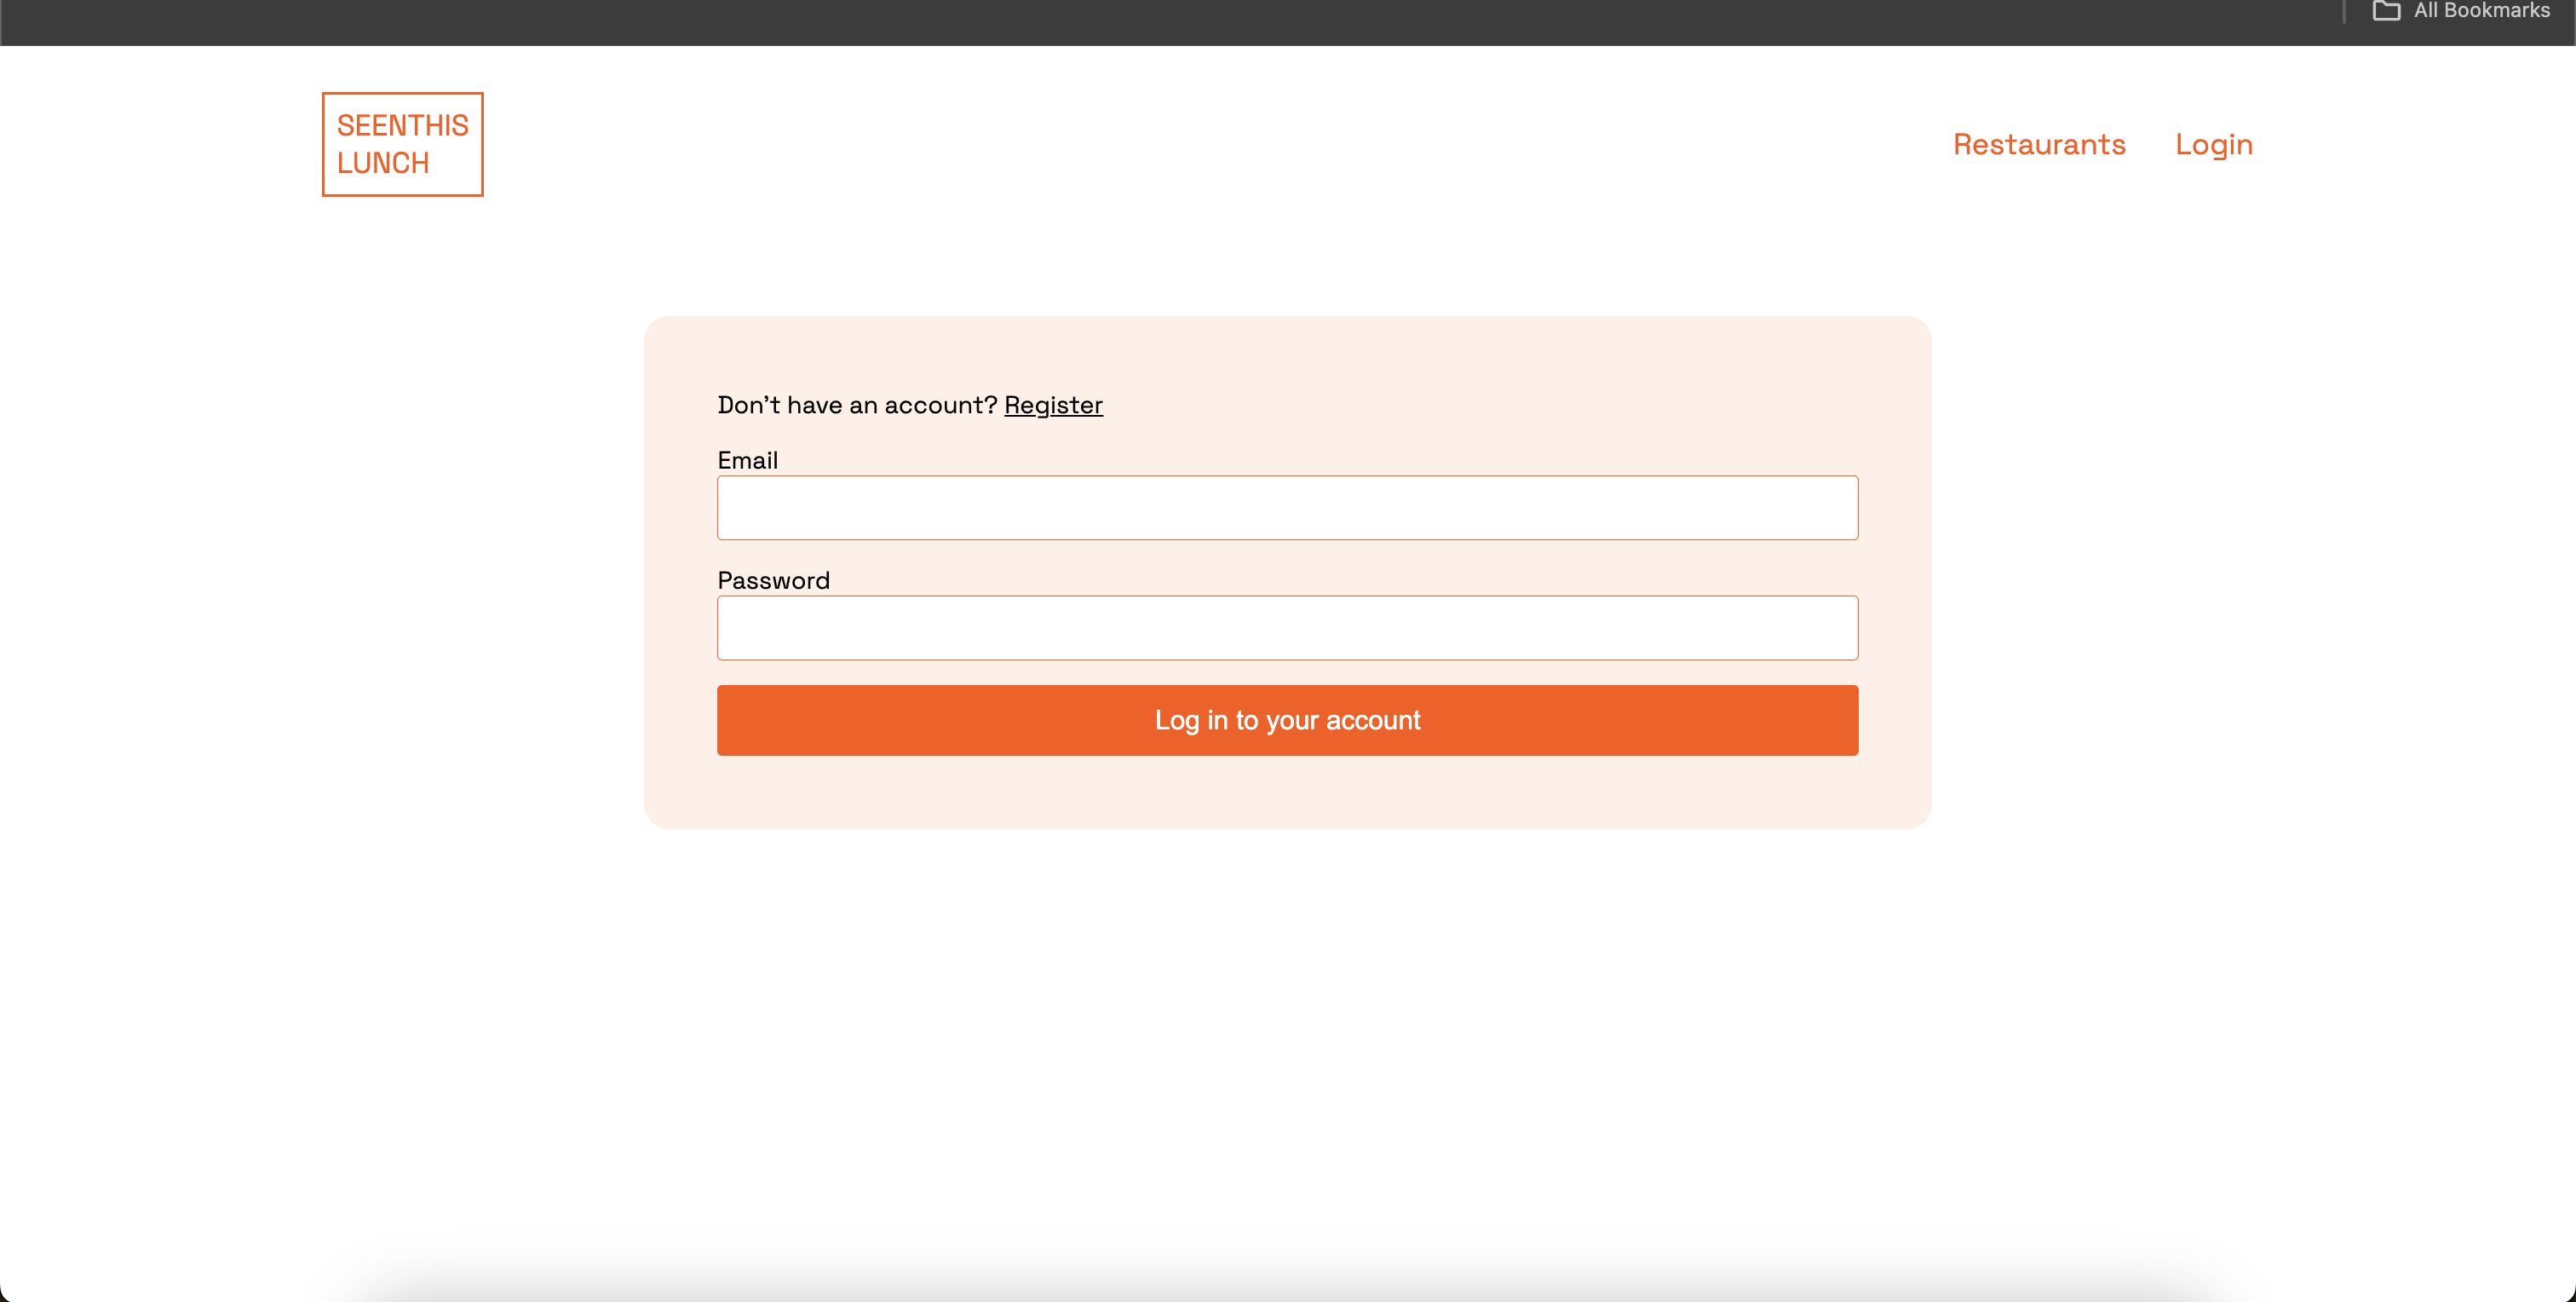 All Bookmarks
SEENTHIS
LUNCH
Restaurants
Login
Don't have an account? Register
Email
Password
Log in to your account